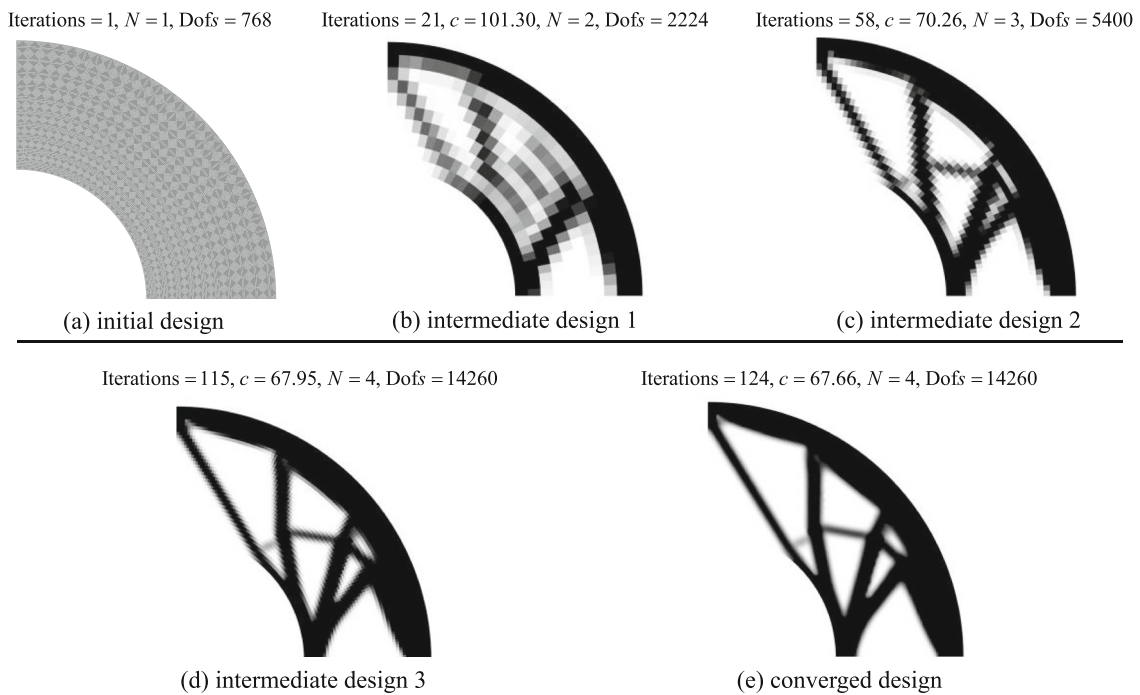 Iterations = 1, N = 1, Dofs = 768
Iterations = 21, c = 101.30, N = 2, Dofs = 2224
Iterations = 58, c = 70.26, N = 3, Dofs = 5400
(a) initial design
(b) intermediate design 1
(c) intermediate design 2
Iterations = 115, c = 67.95, N = 4, Dofs = 14260
Iterations = 124, c = 67.66, N = 4, Dofs = 14260
(d) intermediate design 3
(e) converged design